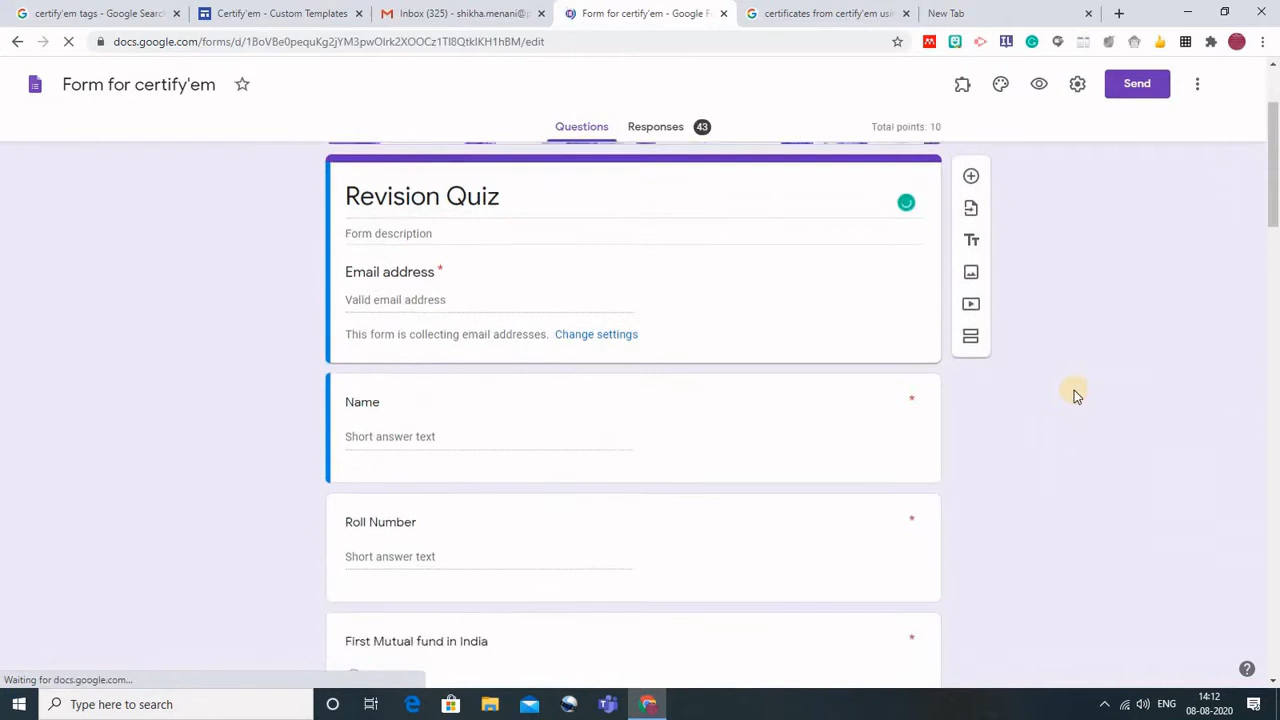 certify'em tags - Google Search
Certify'em - Custom Templates
Inbox (325) - shikha.menani@p
Form for certify'em - Google F
certificates from certify'em usin
New Tab
docs.google.com/forms/d/1BoVBe0pequKg2jYM3pwOIrk2XOOCz1TI8QtkIKH1hBM/edit
Form for certify'em
Send
Questions
Responses 43
Total points: 10
Revision Quiz
Form description
Email address *
Valid email address
This form is collecting email addresses. Change settings
Name *
Short answer text
Roll Number *
Short answer text
First Mutual fund in India *
Waiting for docs.google.com...
Type here to search
ENG
14:12
08-08-2020